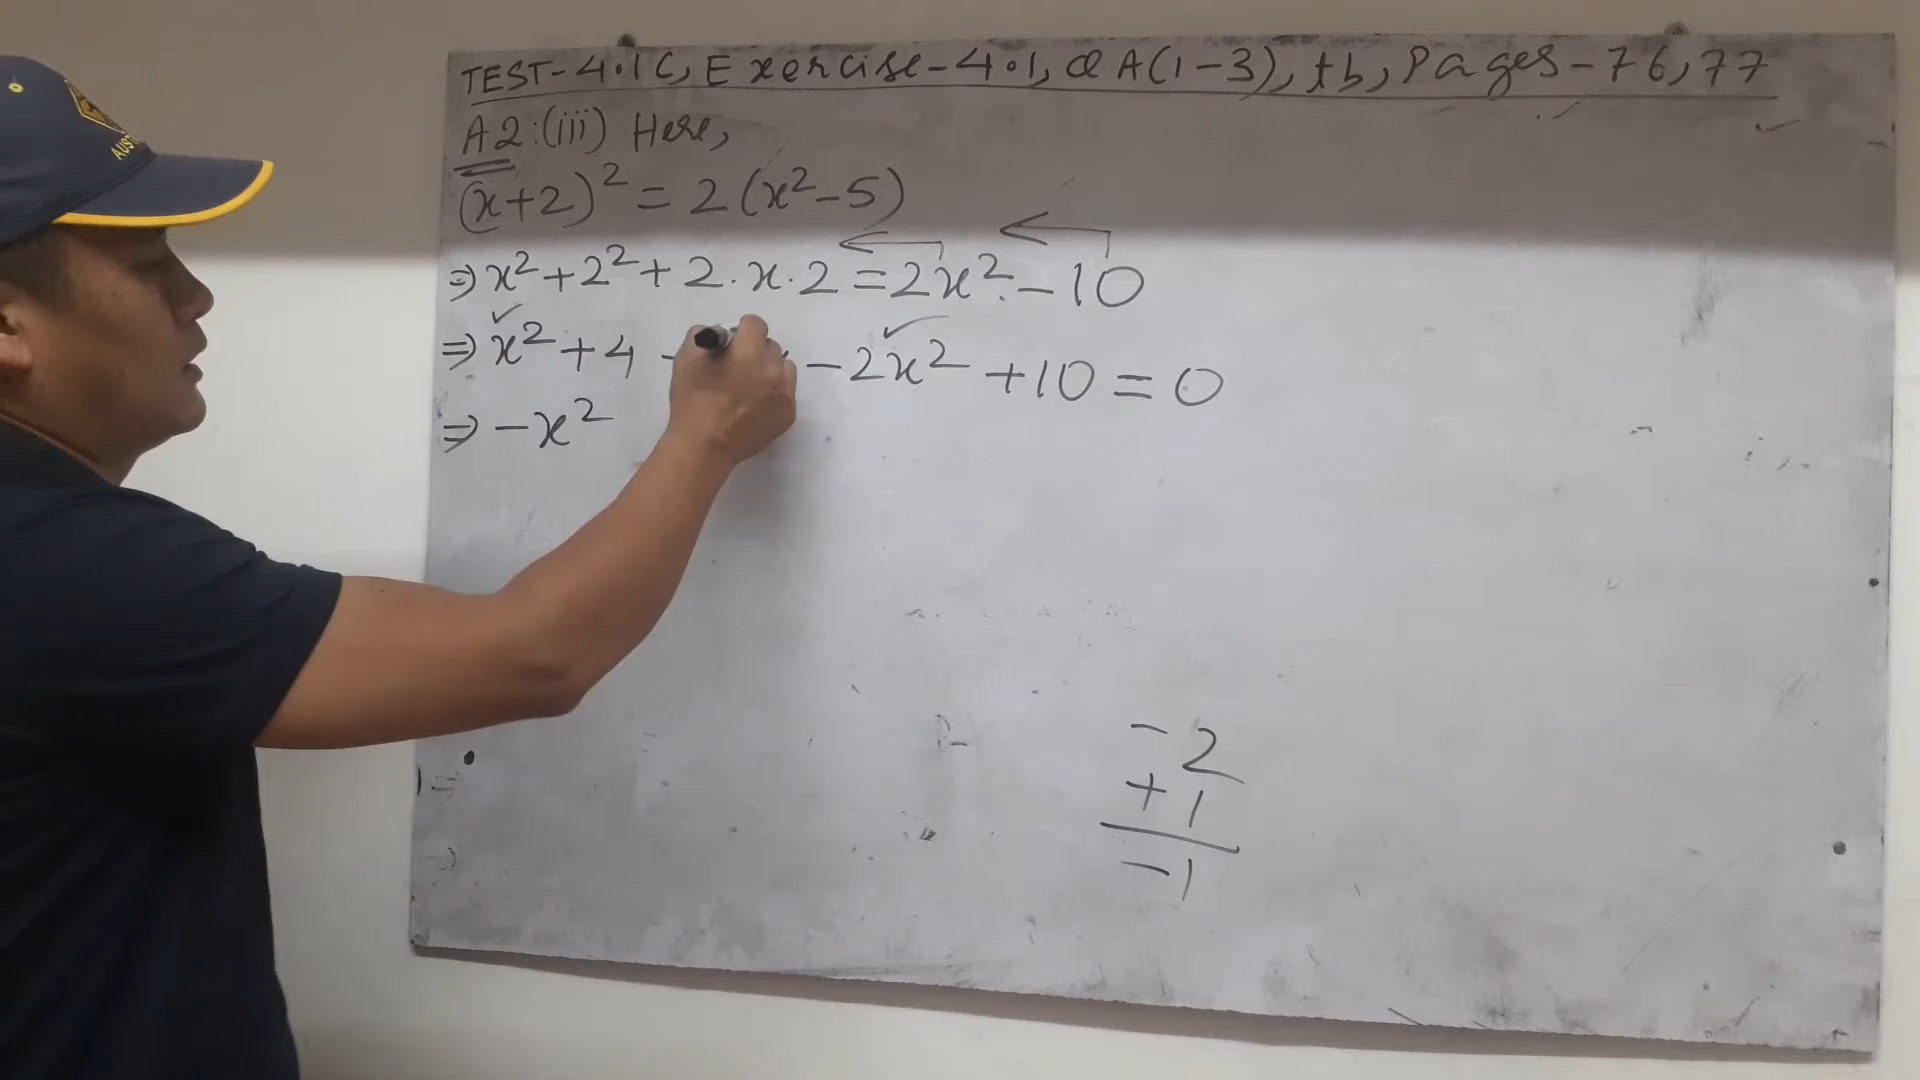 TEST-4.1C, Exercise-4.1, Q A(1-3), tb, Pages-76,77
A2:(iii) Here,
(x+2)² = 2(x²-5)
⇒ x²+2²+2.x.2 = 2x²-10
⇒ x²+4 - 2x² +10 = 0
⇒ -x²
-2
+1
-1
AUST